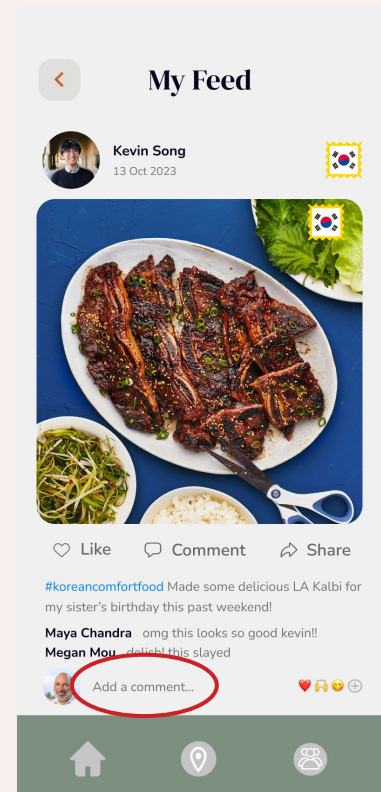 My Feed
Kevin Song
13 Oct 2023
Like Comment Share
#koreancomfortfood Made some delicious LA Kalbi for
my sister's birthday this past weekend!
Maya Chandra omg this looks so good kevin!!
Megan Mou delish! this slayed
Add a comment...